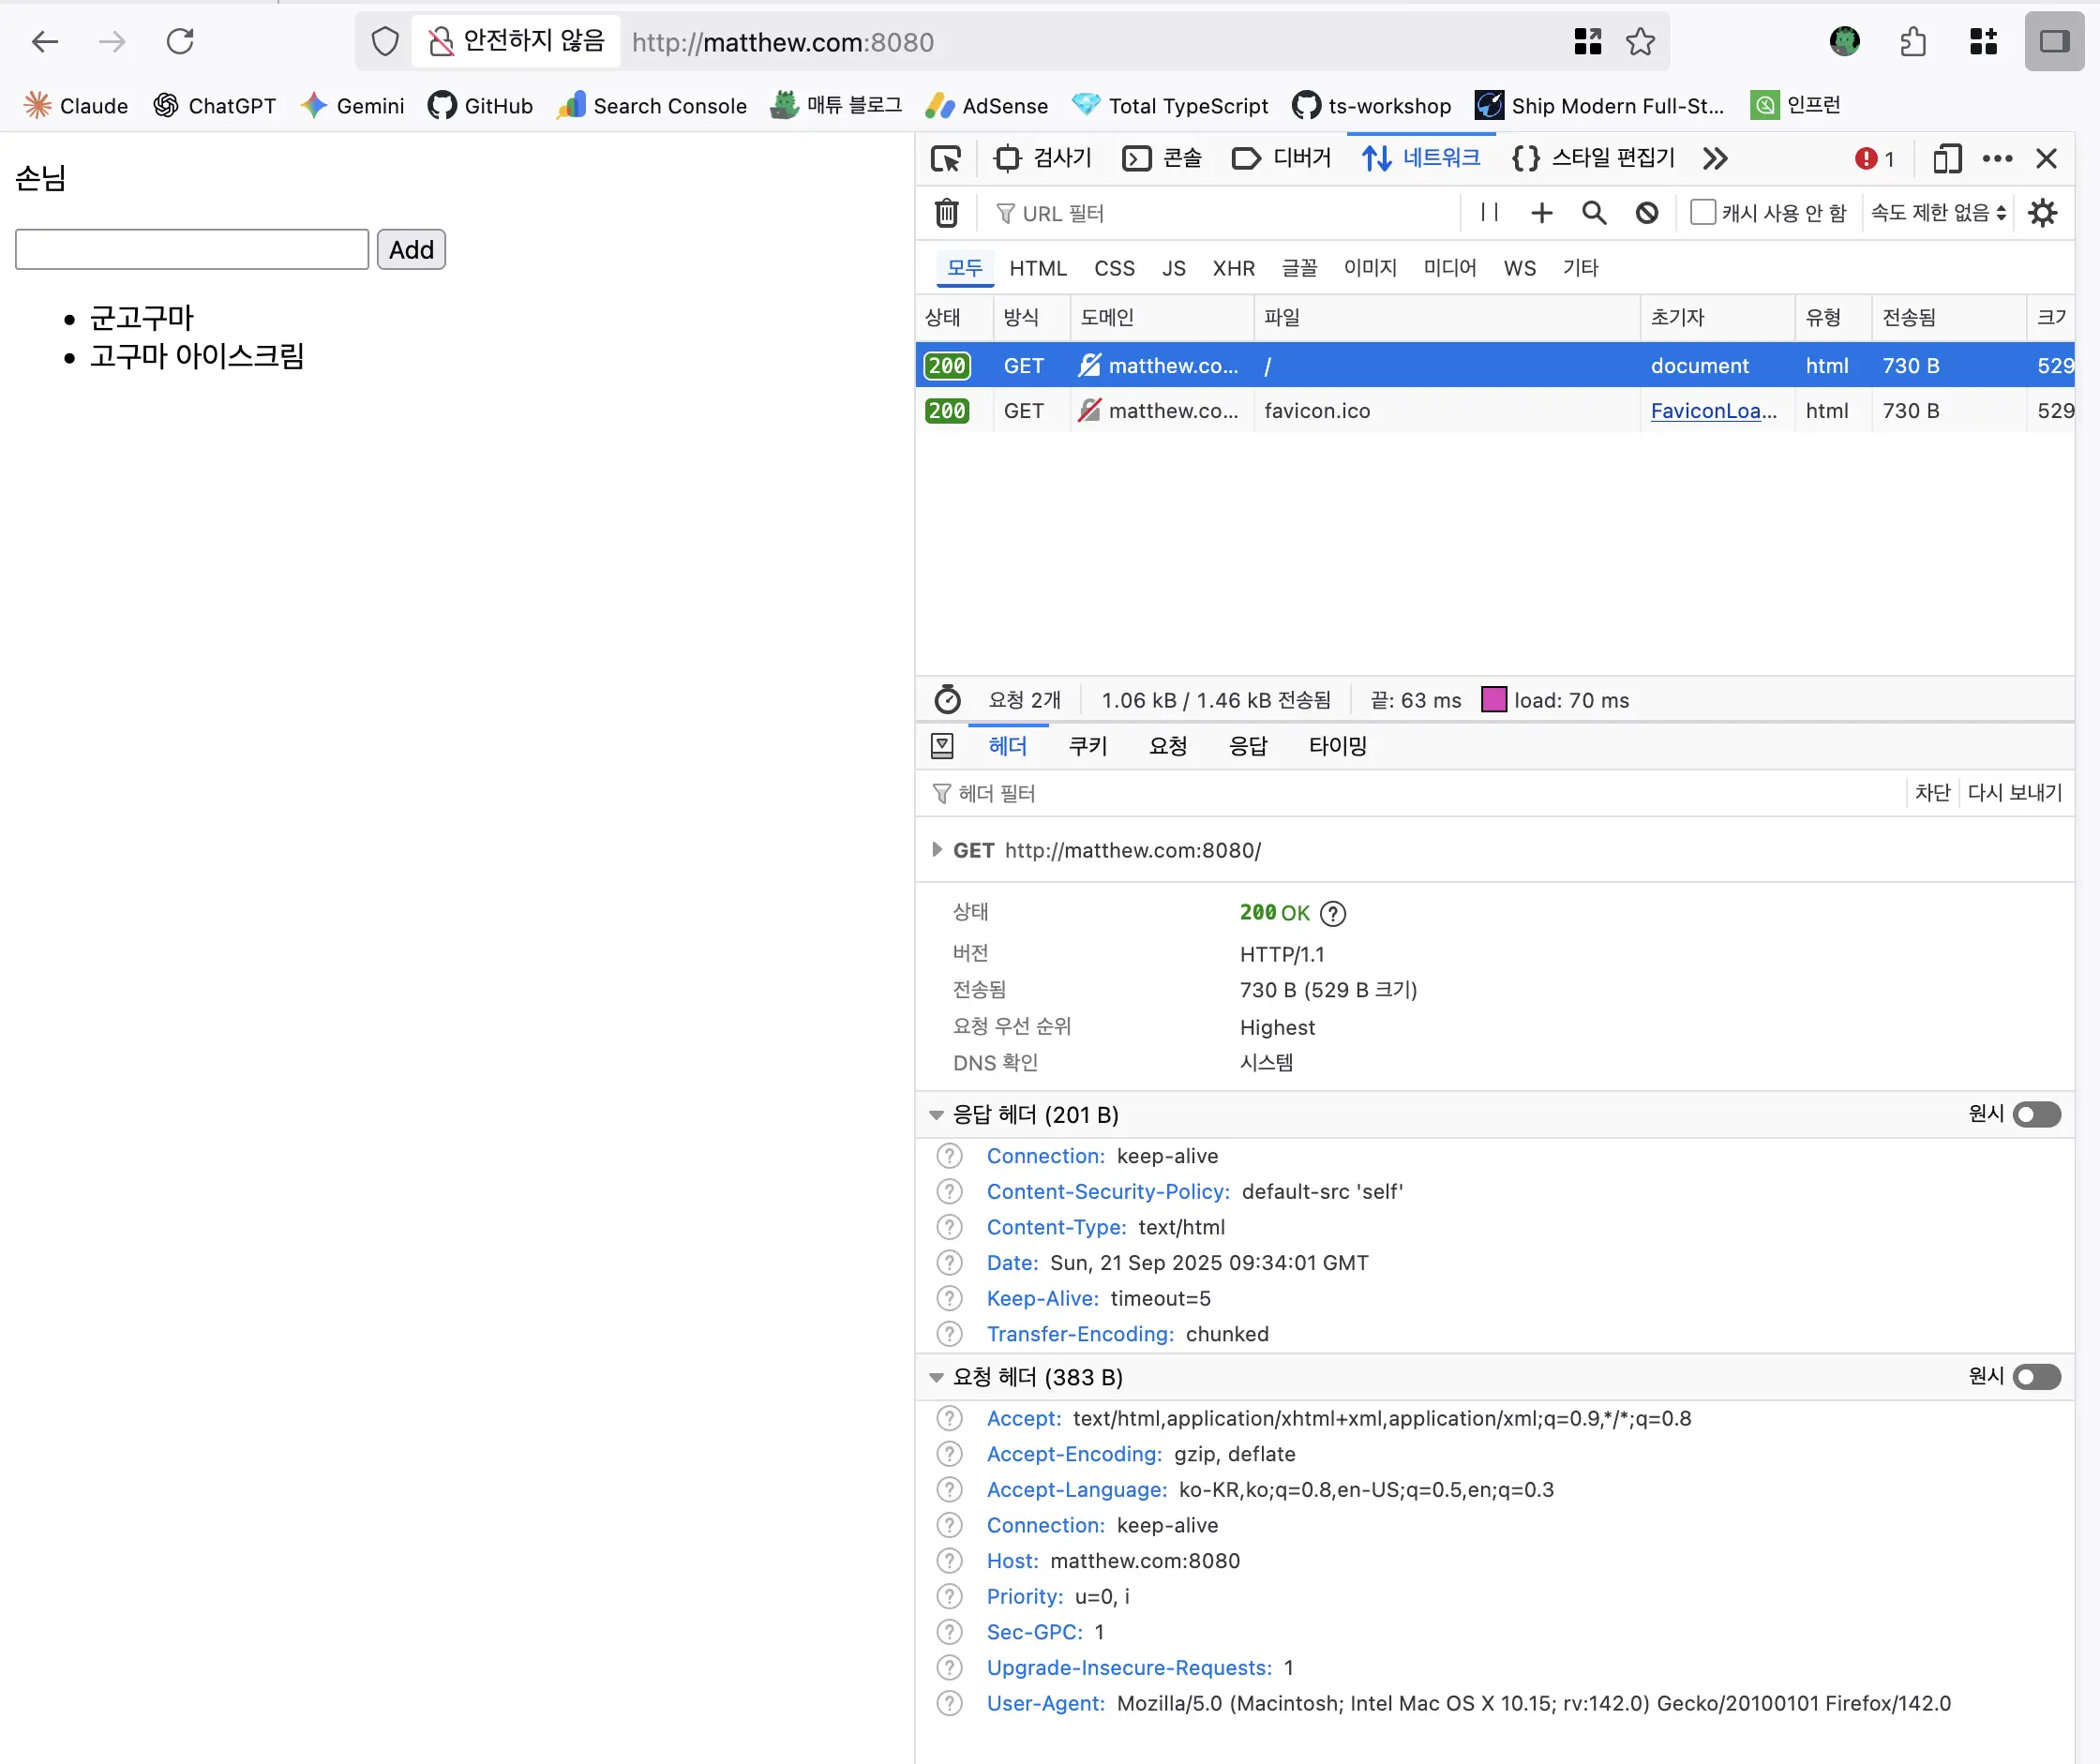 안전하지 않음 http://matthew.com:8080
Claude ChatGPT Gemini GitHub Search Console 매튜 블로그 AdSense Total TypeScript ts-workshop Ship Modern Full-St... 인프런
손님
Add
군고구마
고구마 아이스크림
검사기 콘솔 디버거 네트워크 스타일 편집기 1
URL 필터 캐시 사용 안 함 속도 제한 없음
모두 HTML CSS JS XHR 글꼴 이미지 미디어 WS 기타
상태 방식 도메인 파일 초기자 유형 전송됨 크기
200 GET matthew.co... / document html 730 B 529
200 GET matthew.co... favicon.ico FaviconLoa... html 730 B 529
요청 2개 1.06 kB / 1.46 kB 전송됨 끝: 63 ms load: 70 ms
헤더 쿠키 요청 응답 타이밍
헤더 필터 차단 다시 보내기
GET http://matthew.com:8080/
상태 200 OK
버전 HTTP/1.1
전송됨 730 B (529 B 크기)
요청 우선 순위 Highest
DNS 확인 시스템
응답 헤더 (201 B) 원시
Connection: keep-alive
Content-Security-Policy: default-src 'self'
Content-Type: text/html
Date: Sun, 21 Sep 2025 09:34:01 GMT
Keep-Alive: timeout=5
Transfer-Encoding: chunked
요청 헤더 (383 B) 원시
Accept: text/html,application/xhtml+xml,application/xml;q=0.9,*/*;q=0.8
Accept-Encoding: gzip, deflate
Accept-Language: ko-KR,ko;q=0.8,en-US;q=0.5,en;q=0.3
Connection: keep-alive
Host: matthew.com:8080
Priority: u=0, i
Sec-GPC: 1
Upgrade-Insecure-Requests: 1
User-Agent: Mozilla/5.0 (Macintosh; Intel Mac OS X 10.15; rv:142.0) Gecko/20100101 Firefox/142.0